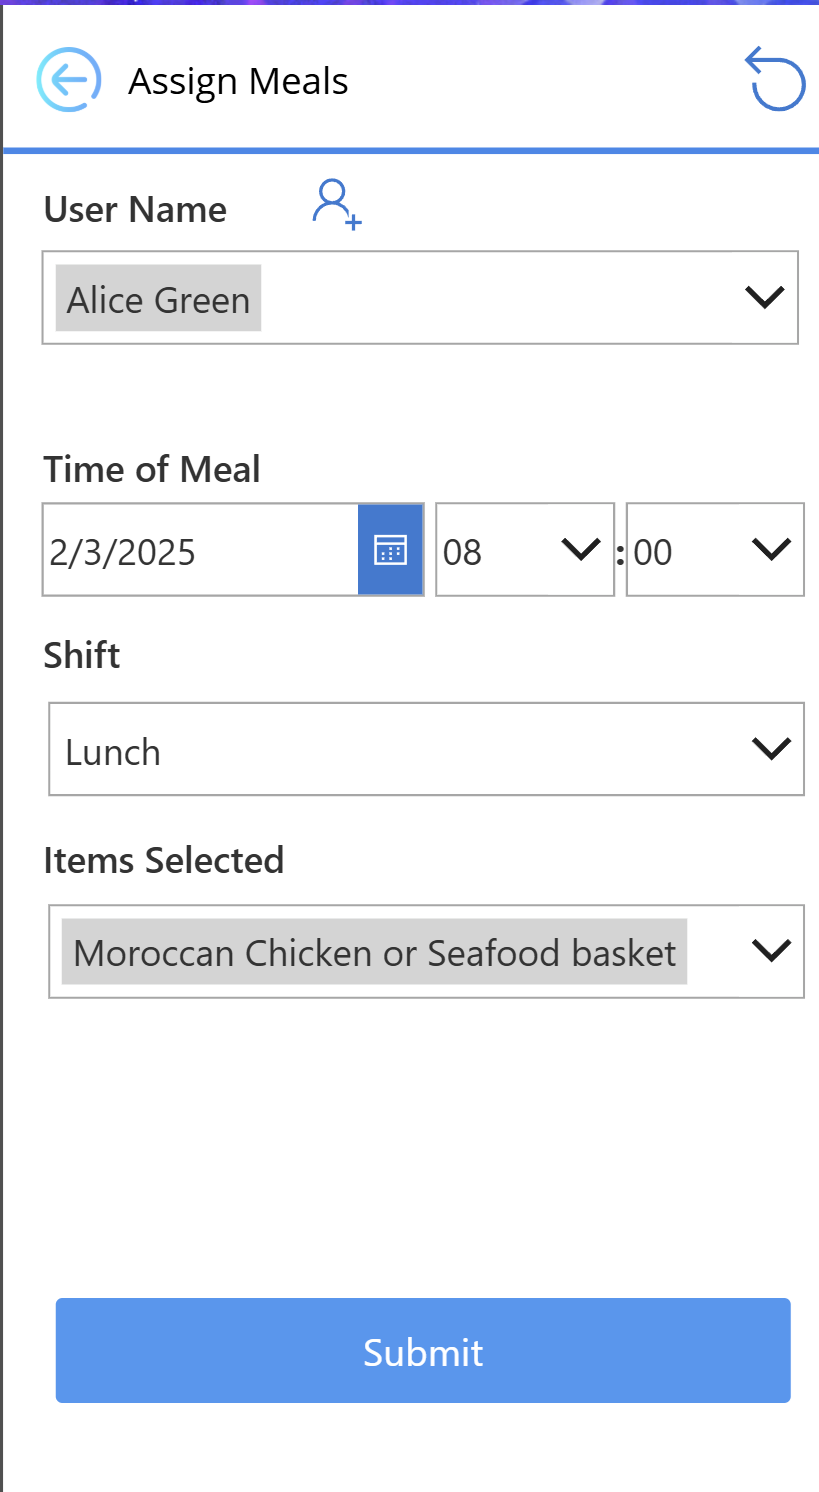 Assign Meals
User Name
Alice Green
Time of Meal
2/3/2025 08 : 00
Shift
Lunch
Items Selected
Moroccan Chicken or Seafood basket
Submit